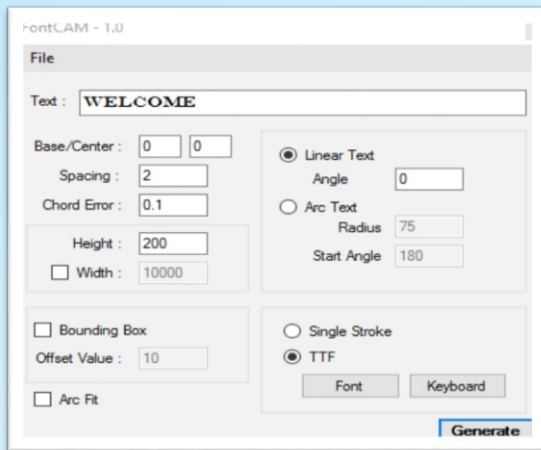 FontCAM - 1.0
File
Text : WELCOME
Base/Center : 0 0
Spacing : 2
Chord Error : 0.1
Height : 200
Width : 10000
Linear Text
Angle 0
Arc Text
Radius 75
Start Angle 180
Bounding Box
Offset Value : 10
Arc Fit
Single Stroke
TTF
Font Keyboard
Generate